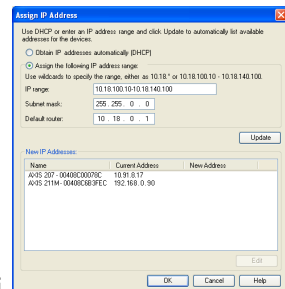 Assign IP Address
Use DHCP or enter an IP address range and click Update to automatically list available
addresses for the devices.
Obtain IP addresses automatically (DHCP)
Assign the following IP address range:
Use wildcards to specify the range, either as 10.18.* or 10.18.100.10 - 10.18.140.100.
IP range: 10.18.100.10-10.18.140.100
Subnet mask: 255 . 255 . 0 . 0
Default router: 10 . 18 . 0 . 1
Update
New IP Addresses:
Name Current Address New Address
AXIS 207 - 00408C00078C 10.91.8.17
AXIS 211M - 00408C6B3FEC 192.168.0.90
Edit
OK Cancel Help